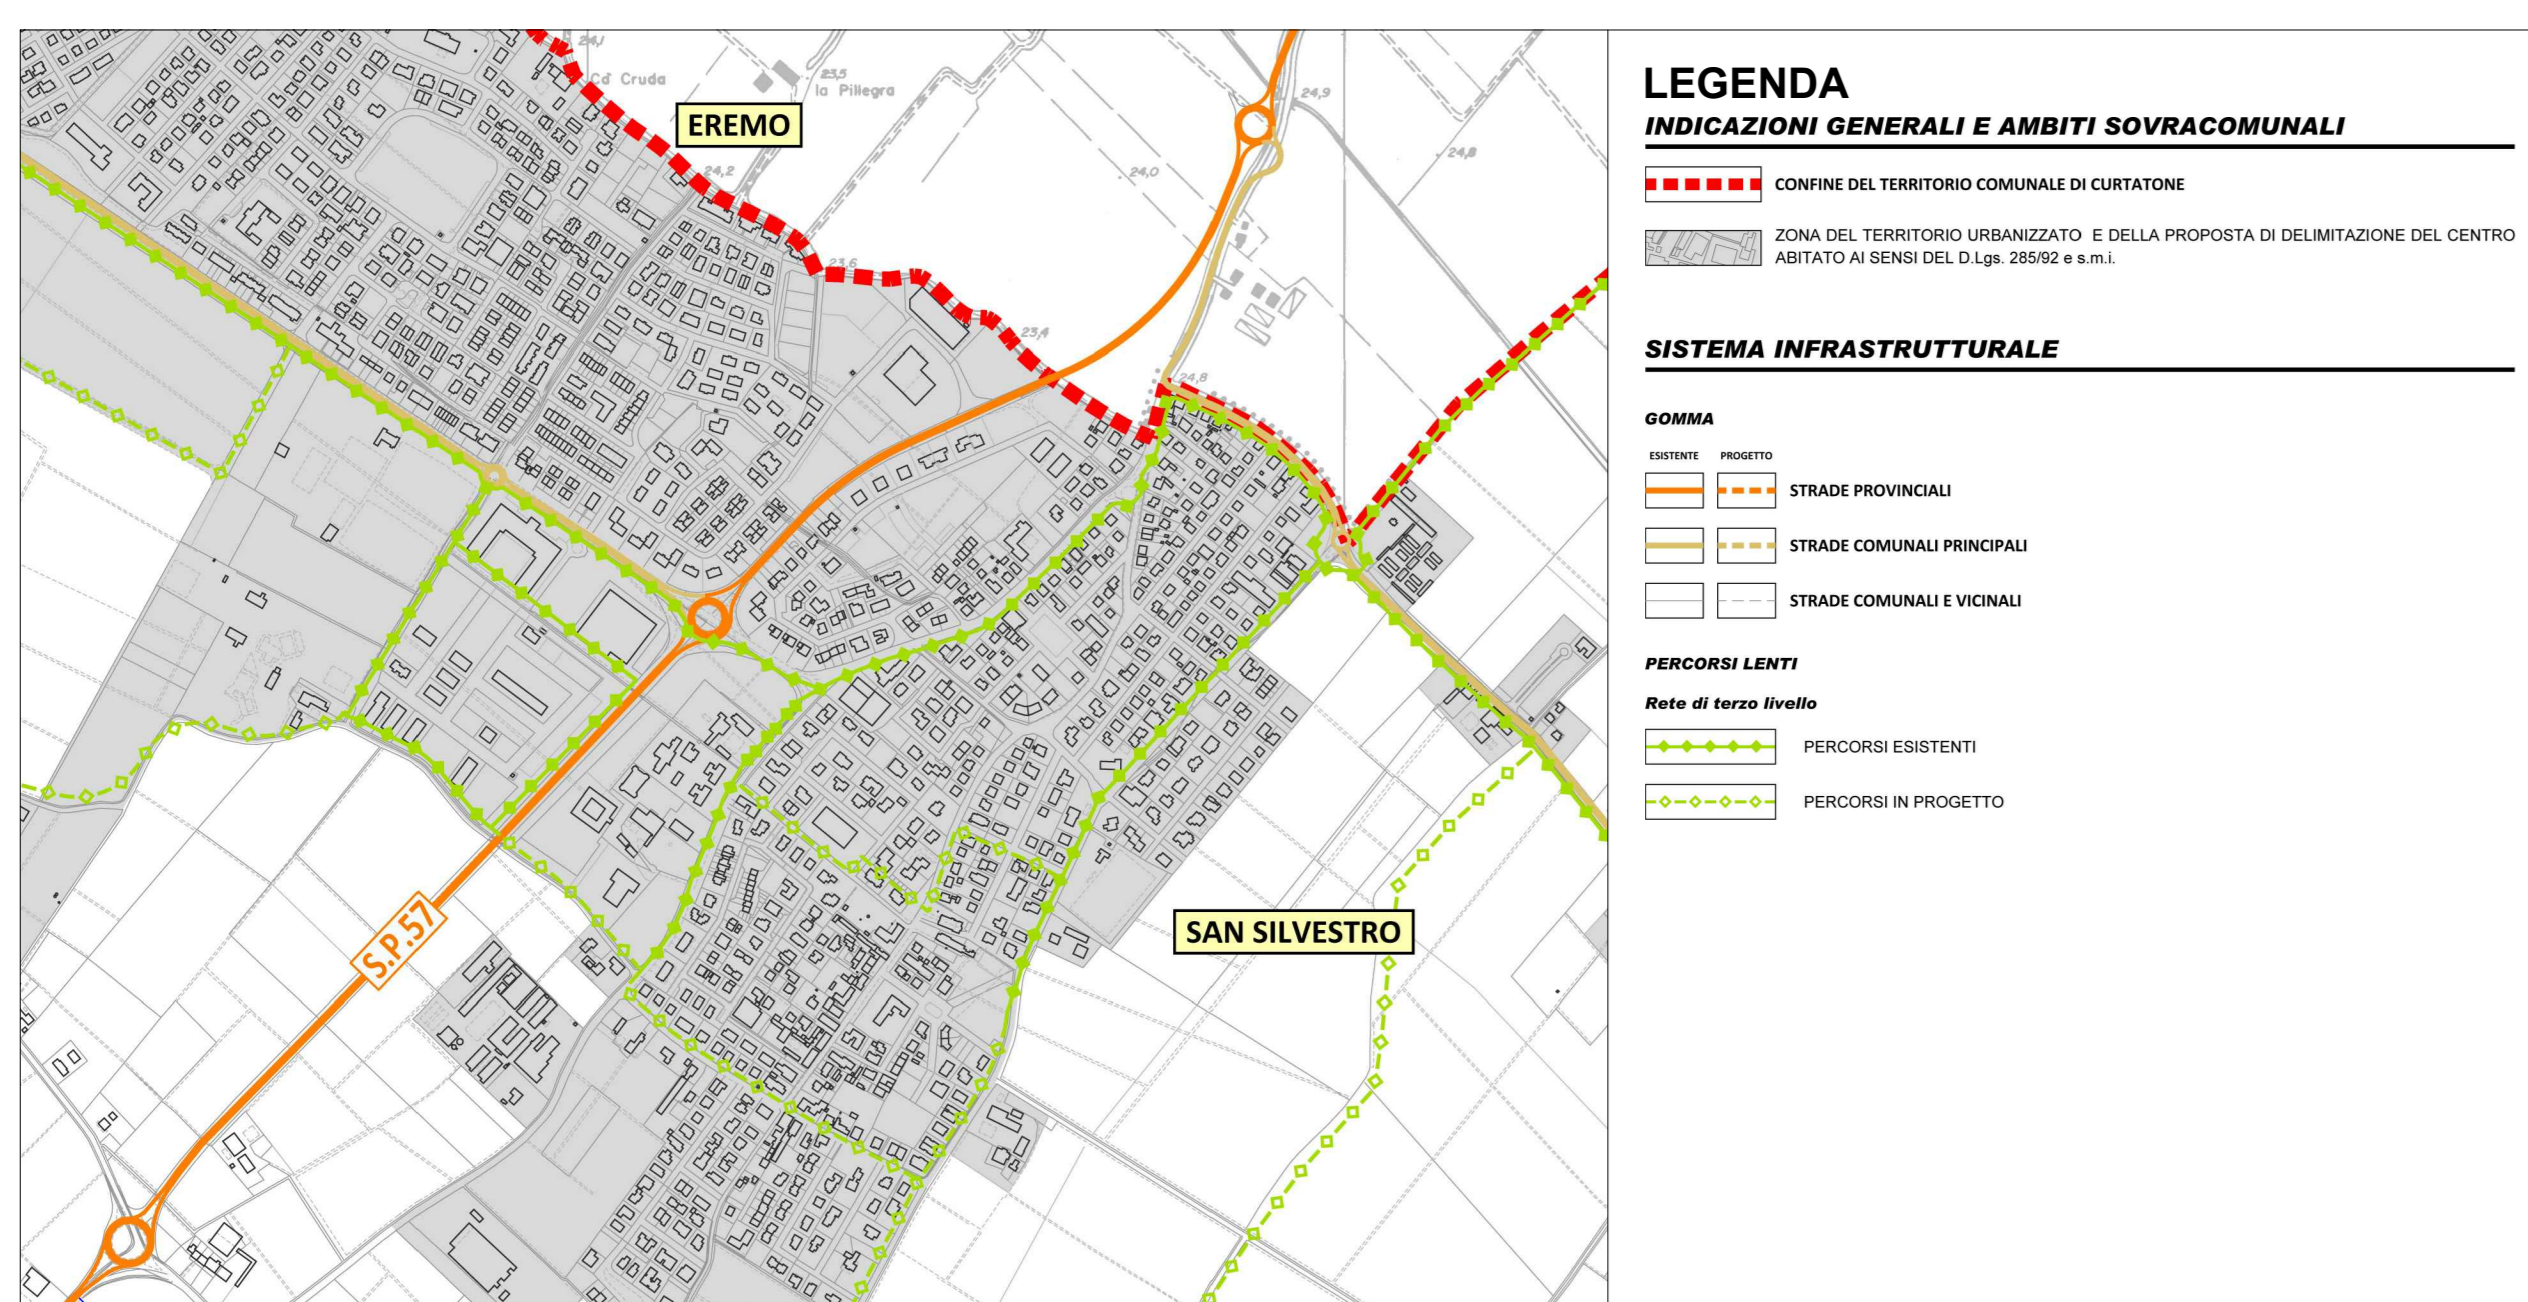 24,1
Cd' Cruda
23,5
la Pillegra
EREMO
24,9
24,8
24,2
24,0
23,6
23,4
24,8
S.P.57
SAN SILVESTRO
LEGENDA
INDICAZIONI GENERALI E AMBITI SOVRACOMUNALI
CONFINE DEL TERRITORIO COMUNALE DI CURTATONE
ZONA DEL TERRITORIO URBANIZZATO E DELLA PROPOSTA DI DELIMITAZIONE DEL CENTRO
ABITATO AI SENSI DEL D.Lgs. 285/92 e s.m.i.
SISTEMA INFRASTRUTTURALE
GOMMA
ESISTENTE PROGETTO
STRADE PROVINCIALI
STRADE COMUNALI PRINCIPALI
STRADE COMUNALI E VICINALI
PERCORSI LENTI
Rete di terzo livello
PERCORSI ESISTENTI
PERCORSI IN PROGETTO